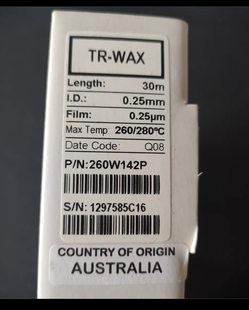 TR-WAX
Length: 30m
I.D.: 0.25mm
Film: 0.25µm
Max Temp: 260/280°C
Date Code: Q08
P/N:260W142P
S/N: 1297585C16
COUNTRY OF ORIGIN
AUSTRALIA